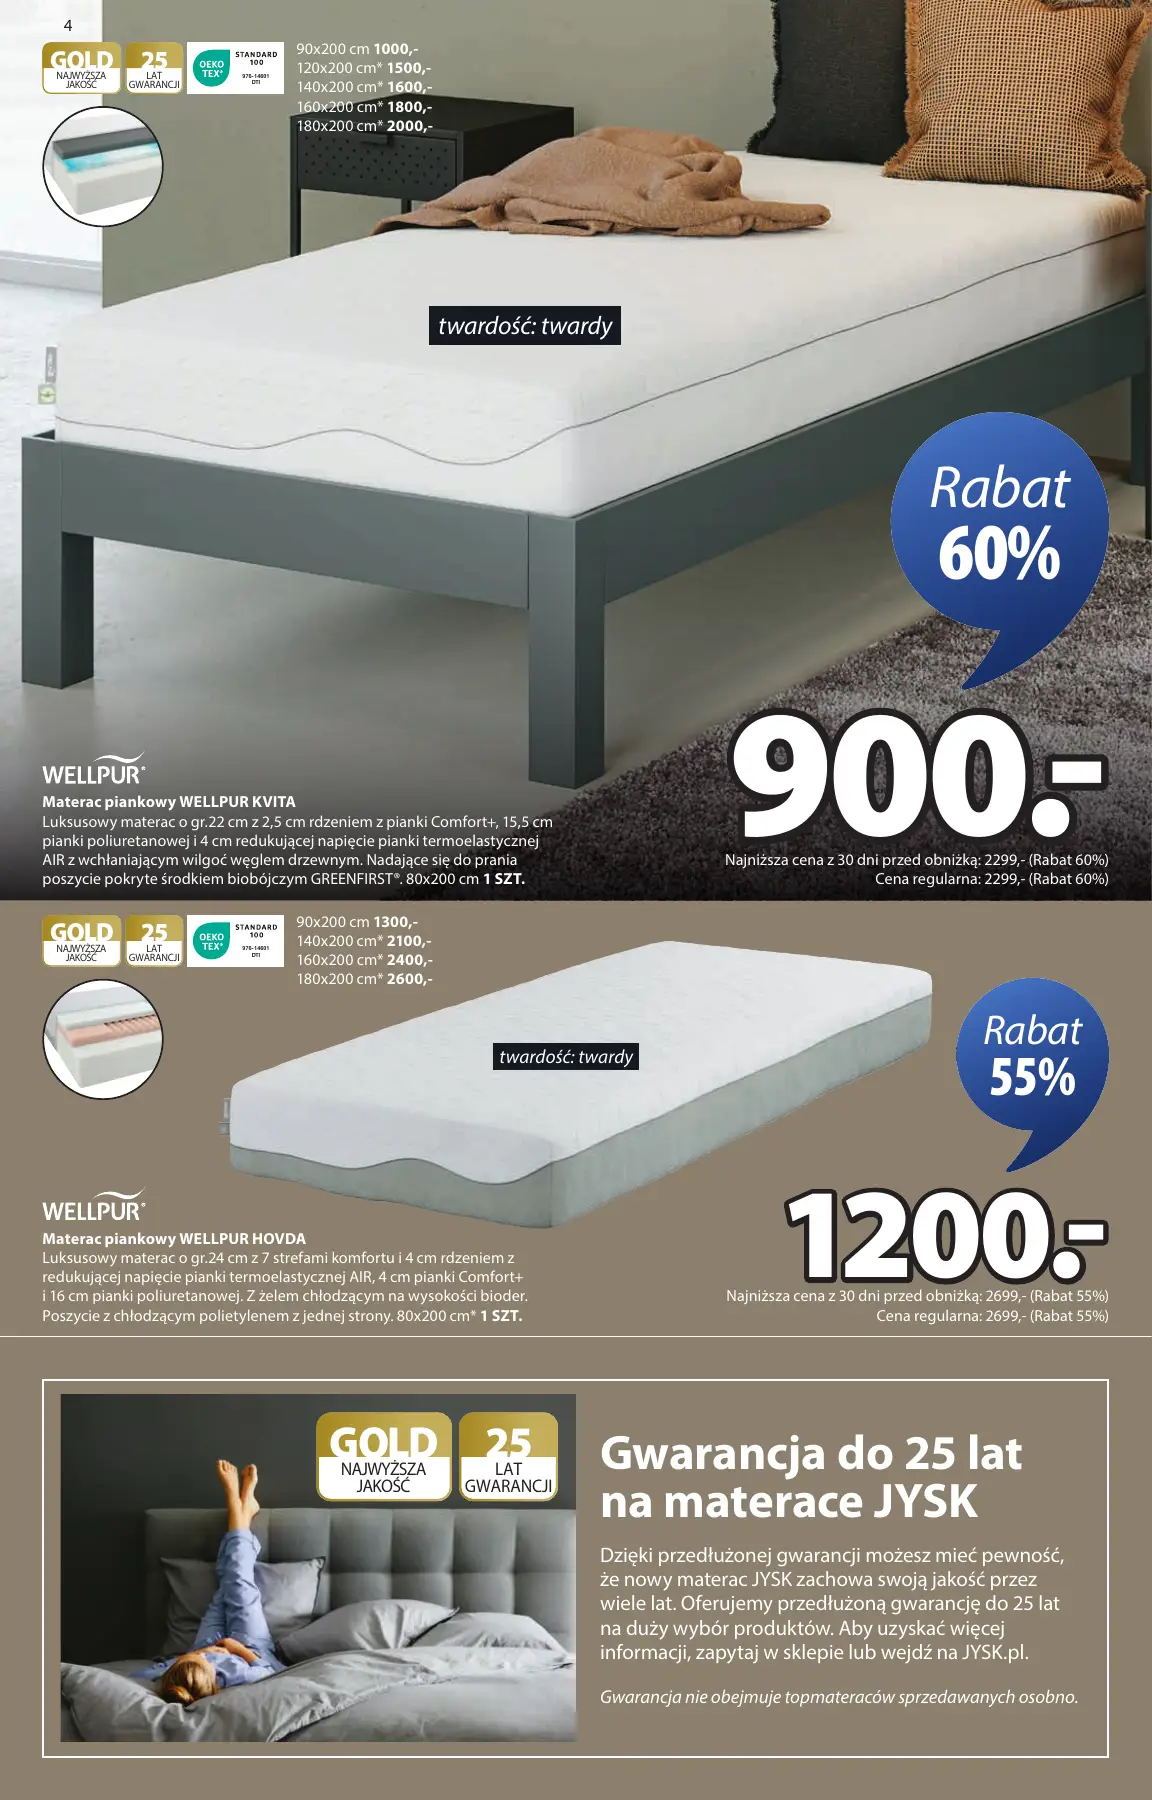 4
GOLD
NAJWYŻSZA
JAKOŚĆ
25
LAT
GWARANCJI
OEKO
TEX®
STANDARD
100
976-14601
DTI
90x200 cm 1000,-
120x200 cm* 1500,-
140x200 cm* 1600,-
160x200 cm* 1800,-
180x200 cm* 2000,-
twardość: twardy
Rabat
60%
900.-
Najniższa cena z 30 dni przed obniżką: 2299,- (Rabat 60%)
Cena regularna: 2299,- (Rabat 60%)
WELLPUR®
Materac piankowy WELLPUR KVITA
Luksusowy materac o gr.22 cm z 2,5 cm rdzeniem z pianki Comfort+, 15,5 cm
pianki poliuretanowej i 4 cm redukującej napięcie pianki termoelastycznej
AIR z wchłaniającym wilgoć węglem drzewnym. Nadające się do prania
poszycie pokryte środkiem biobójczym GREENFIRST®. 80x200 cm 1 SZT.
GOLD
NAJWYŻSZA
JAKOŚĆ
25
LAT
GWARANCJI
OEKO
TEX®
STANDARD
100
976-14601
DTI
90x200 cm 1300,-
140x200 cm* 2100,-
160x200 cm* 2400,-
180x200 cm* 2600,-
twardość: twardy
Rabat
55%
1200.-
Najniższa cena z 30 dni przed obniżką: 2699,- (Rabat 55%)
Cena regularna: 2699,- (Rabat 55%)
WELLPUR®
Materac piankowy WELLPUR HOVDA
Luksusowy materac o gr.24 cm z 7 strefami komfortu i 4 cm rdzeniem z
redukującej napięcie pianki termoelastycznej AIR, 4 cm pianki Comfort+
i 16 cm pianki poliuretanowej. Z żelem chłodzącym na wysokości bioder.
Poszycie z chłodzącym polietylenem z jednej strony. 80x200 cm* 1 SZT.
GOLD
NAJWYŻSZA
JAKOŚĆ
25
LAT
GWARANCJI
Gwarancja do 25 lat
na materace JYSK
Dzięki przedłużonej gwarancji możesz mieć pewność,
że nowy materac JYSK zachowa swoją jakość przez
wiele lat. Oferujemy przedłużoną gwarancję do 25 lat
na duży wybór produktów. Aby uzyskać więcej
informacji, zapytaj w sklepie lub wejdź na JYSK.pl.
Gwarancja nie obejmuje topmateraców sprzedawanych osobno.